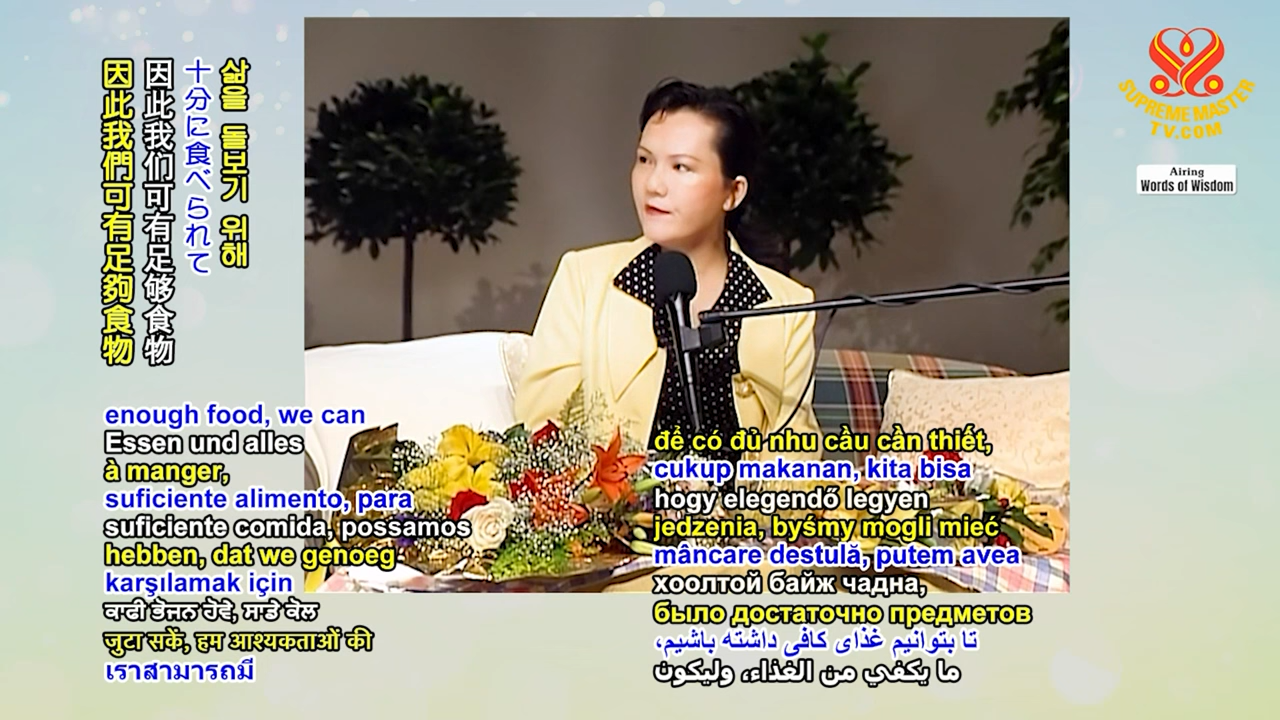 因此我們可有足夠食物
因此我们可有足够食物
十分に食べられて
삶을 돌보기 위해
SUPREME MASTER
TV.COM
Airing
Words of Wisdom
enough food, we can
Essen und alles
à manger,
suficiente alimento, para
suficiente comida, possamos
hebben, dat we genoeg
karşılamak için
ਕਾਫੀ ਭੋਜਨ ਹੋਵੇ, ਸਾਡੇ ਕੋਲ
जुटा सकें, हम आश्यकताओं की
เราสามารถมี
để có đủ nhu cầu cần thiết,
cukup makanan, kita bisa
hogy elegendő legyen
jedzenia, byśmy mogli mieć
mâncare destulă, putem avea
хоолтой байж чадна,
было достаточно предметов
تا بتوانیم غذای کافی داشته باشیم،
ما يكفي من الغذاء، وليكون